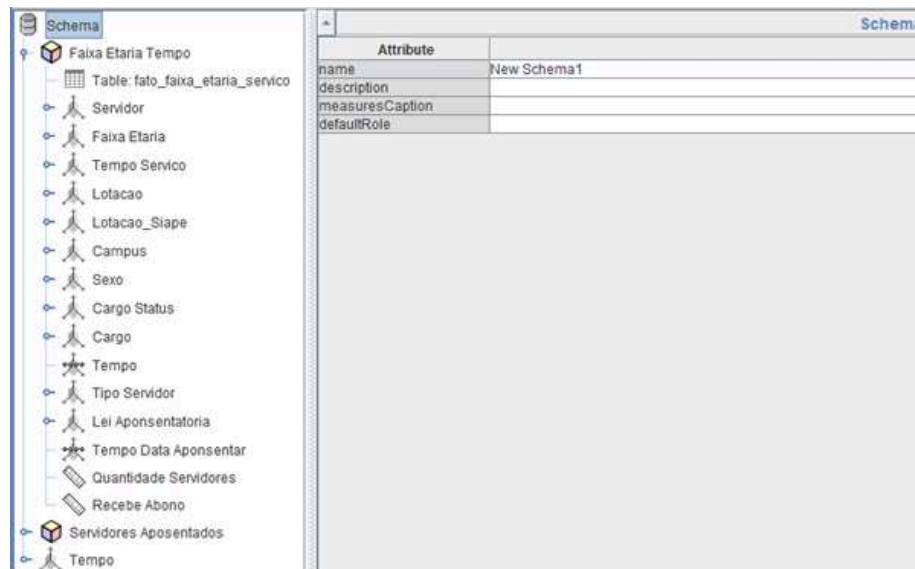 Schema
Faixa Etaria Tempo
Table: fato_faixa_etaria_servico
Servidor
Faixa Etaria
Tempo Servico
Lotacao
Lotacao_Siape
Campus
Sexo
Cargo Status
Cargo
Tempo
Tipo Servidor
Lei Aponsentatoria
Tempo Data Aponsentar
Quantidade Servidores
Recebe Abono
Servidores Aposentados
Tempo
Schema
Attribute
name New Schema1
description
measuresCaption
defaultRole